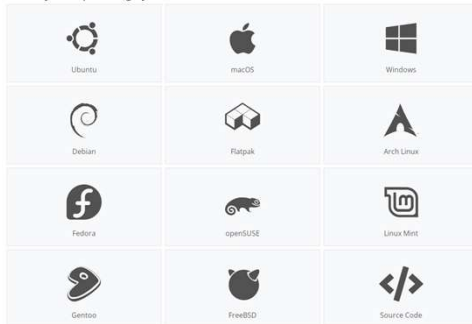 Ubuntu
macOS
Windows
Debian
Flatpak
Arch Linux
Fedora
openSUSE
Linux Mint
Gentoo
FreeBSD
Source Code